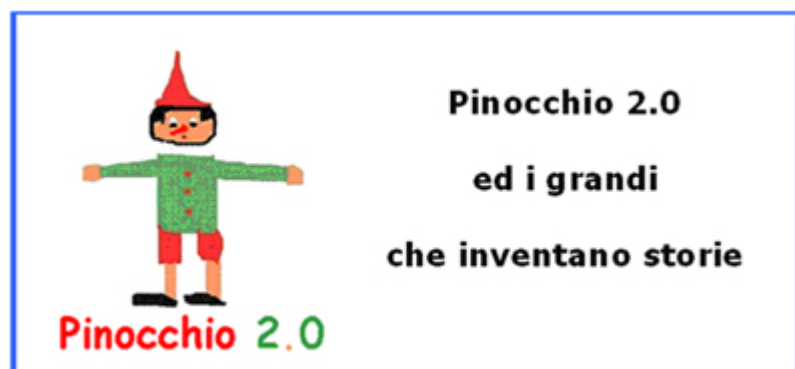 Pinocchio 2.0
ed i grandi
che inventano storie
Pinocchio 2.0